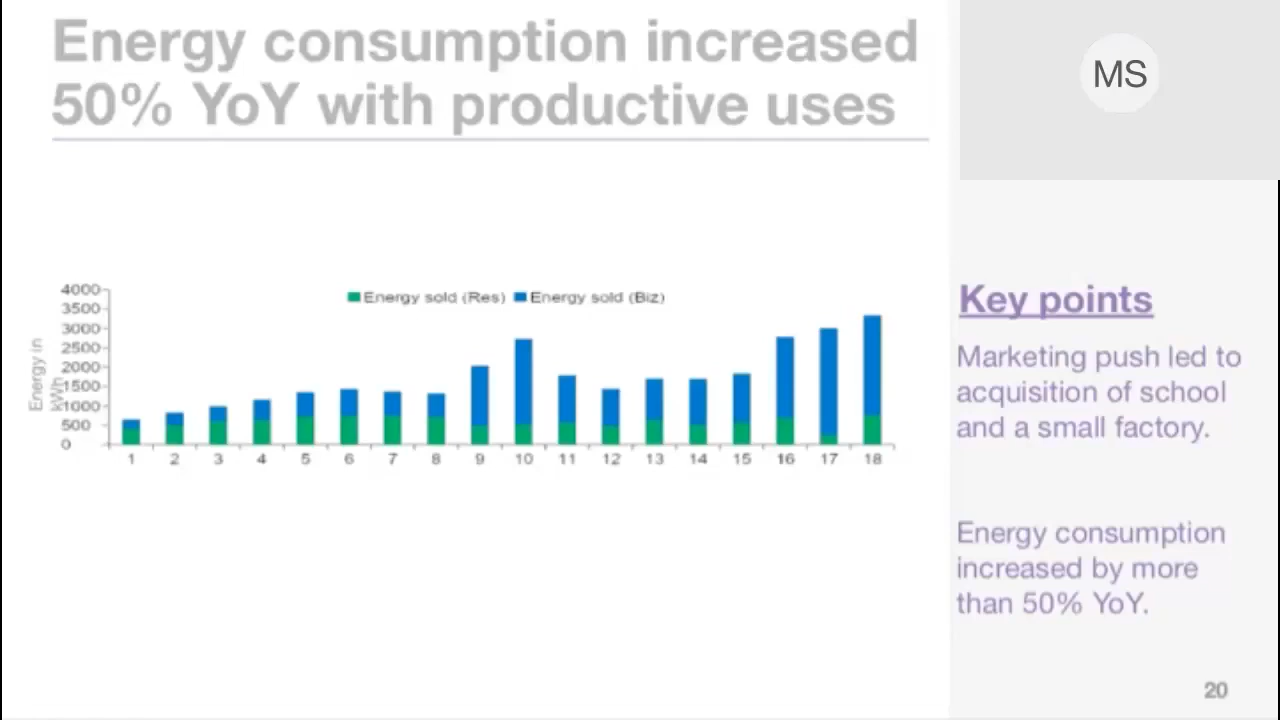 Energy consumption increased
50% YoY with productive uses
MS
Energy in
kWh
4000
3500
3000
2500
2000
1500
1000
500
0
Energy sold (Res) Energy sold (Biz)
1 2 3 4 5 6 7 8 9 10 11 12 13 14 15 16 17 18
Key points
Marketing push led to
acquisition of school
and a small factory.
Energy consumption
increased by more
than 50% YoY.
20